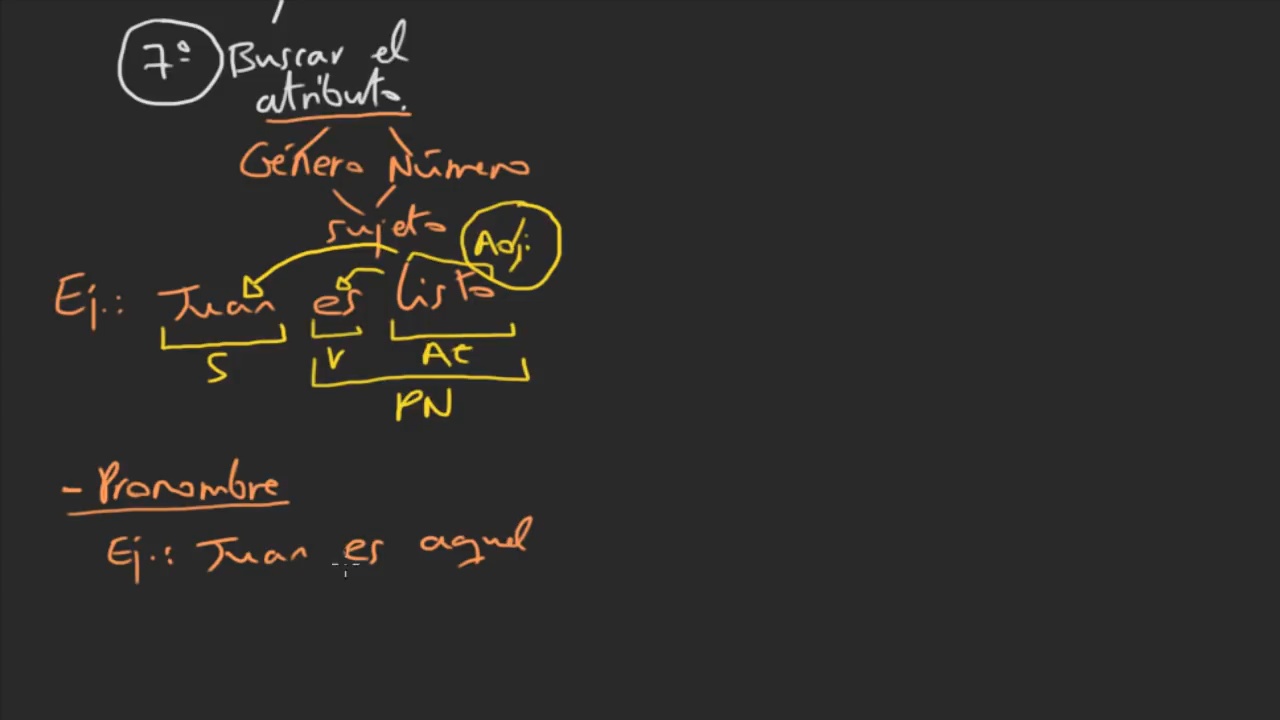 7º Buscar el
atributo.
Género Número
sujeto
Adj.
Ej.: Juan es listo
S V At
PN
- Pronombre
Ej.: Juan es aquel